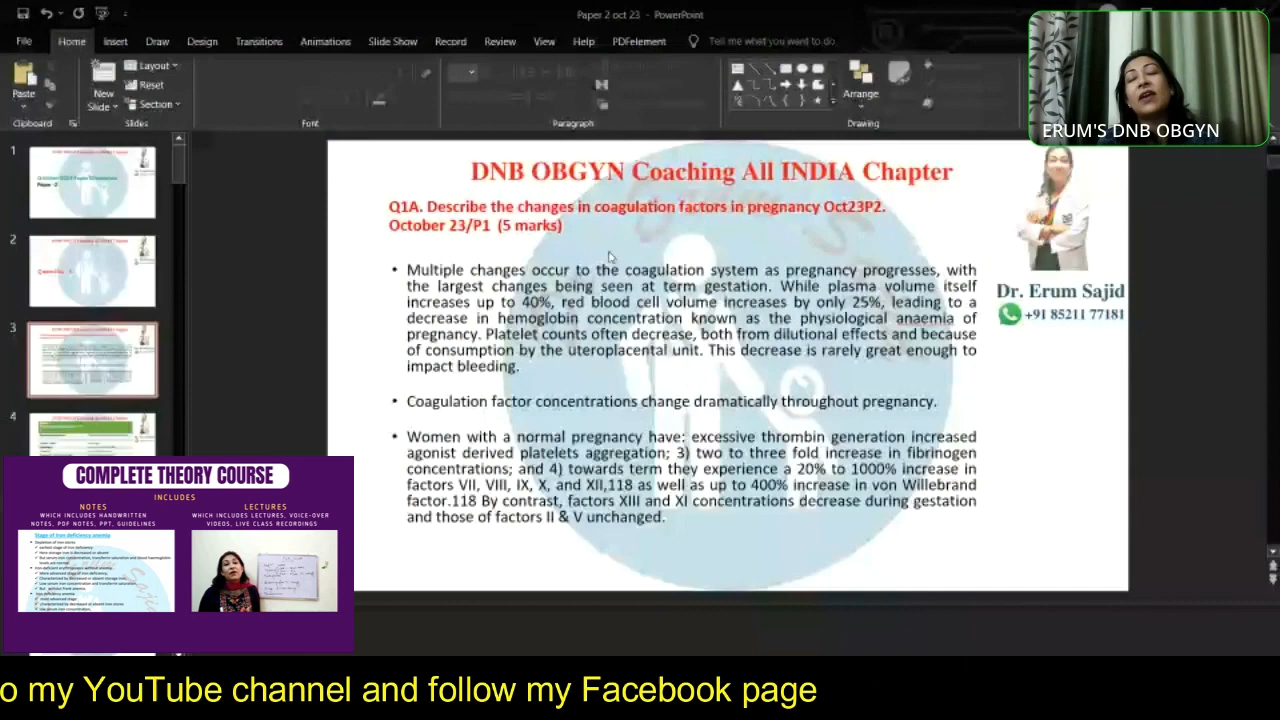 Paper 2 oct 23 - PowerPoint
File Home Insert Draw Design Transitions Animations Slide Show Record Review View Help PDFelement Tell me what you want to do
Paste
New
Slide
Layout
Reset
Section
Arrange
Clipboard
Slides
Font
Paragraph
Drawing
ERUM'S DNB OBGYN
1
2
3
4
DNB OBGYN Coaching All INDIA Chapter
Q1A. Describe the changes in coagulation factors in pregnancy Oct23P2.
October 23/P1 (5 marks)
• Multiple changes occur to the coagulation system as pregnancy progresses, with
the largest changes being seen at term gestation. While plasma volume itself
increases up to 40%, red blood cell volume increases by only 25%, leading to a
decrease in hemoglobin concentration known as the physiological anaemia of
pregnancy. Platelet counts often decrease, both from dilutional effects and because
of consumption by the uteroplacental unit. This decrease is rarely great enough to
impact bleeding.
• Coagulation factor concentrations change dramatically throughout pregnancy.
• Women with a normal pregnancy have: excessive thrombin generation increased
agonist derived platelets aggregation; 3) two to three fold increase in fibrinogen
concentrations; and 4) towards term they experience a 20% to 1000% increase in
factors VII, VIII, IX, X, and XII,118 as well as up to 400% increase in von Willebrand
factor.118 By contrast, factors XIII and XI concentrations decrease during gestation
and those of factors II & V unchanged.
Dr. Erum Sajid
+91 85211 77181
COMPLETE THEORY COURSE
INCLUDES
NOTES
WHICH INCLUDES HANDWRITTEN
NOTES, PDF NOTES, PPT, GUIDELINES
LECTURES
WHICH INCLUDES LECTURES, VOICE-OVER
VIDEOS, LIVE CLASS RECORDINGS
Stage of Iron deficiency anemia
o my YouTube channel and follow my Facebook page